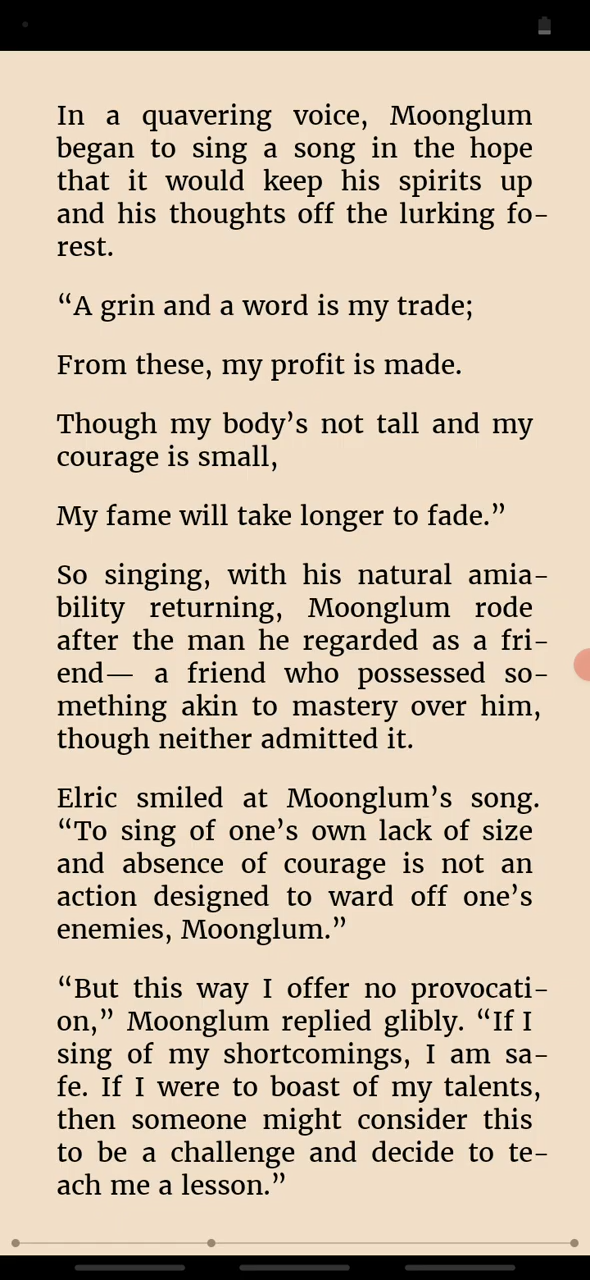 In a quavering voice, Moonglum
began to sing a song in the hope
that it would keep his spirits up
and his thoughts off the lurking fo-
rest.
“A grin and a word is my trade;
From these, my profit is made.
Though my body’s not tall and my
courage is small,
My fame will take longer to fade.”
So singing, with his natural amia-
bility returning, Moonglum rode
after the man he regarded as a fri-
end— a friend who possessed so-
mething akin to mastery over him,
though neither admitted it.
Elric smiled at Moonglum’s song.
“To sing of one’s own lack of size
and absence of courage is not an
action designed to ward off one’s
enemies, Moonglum.”
“But this way I offer no provocati-
on,” Moonglum replied glibly. “If I
sing of my shortcomings, I am sa-
fe. If I were to boast of my talents,
then someone might consider this
to be a challenge and decide to te-
ach me a lesson.”